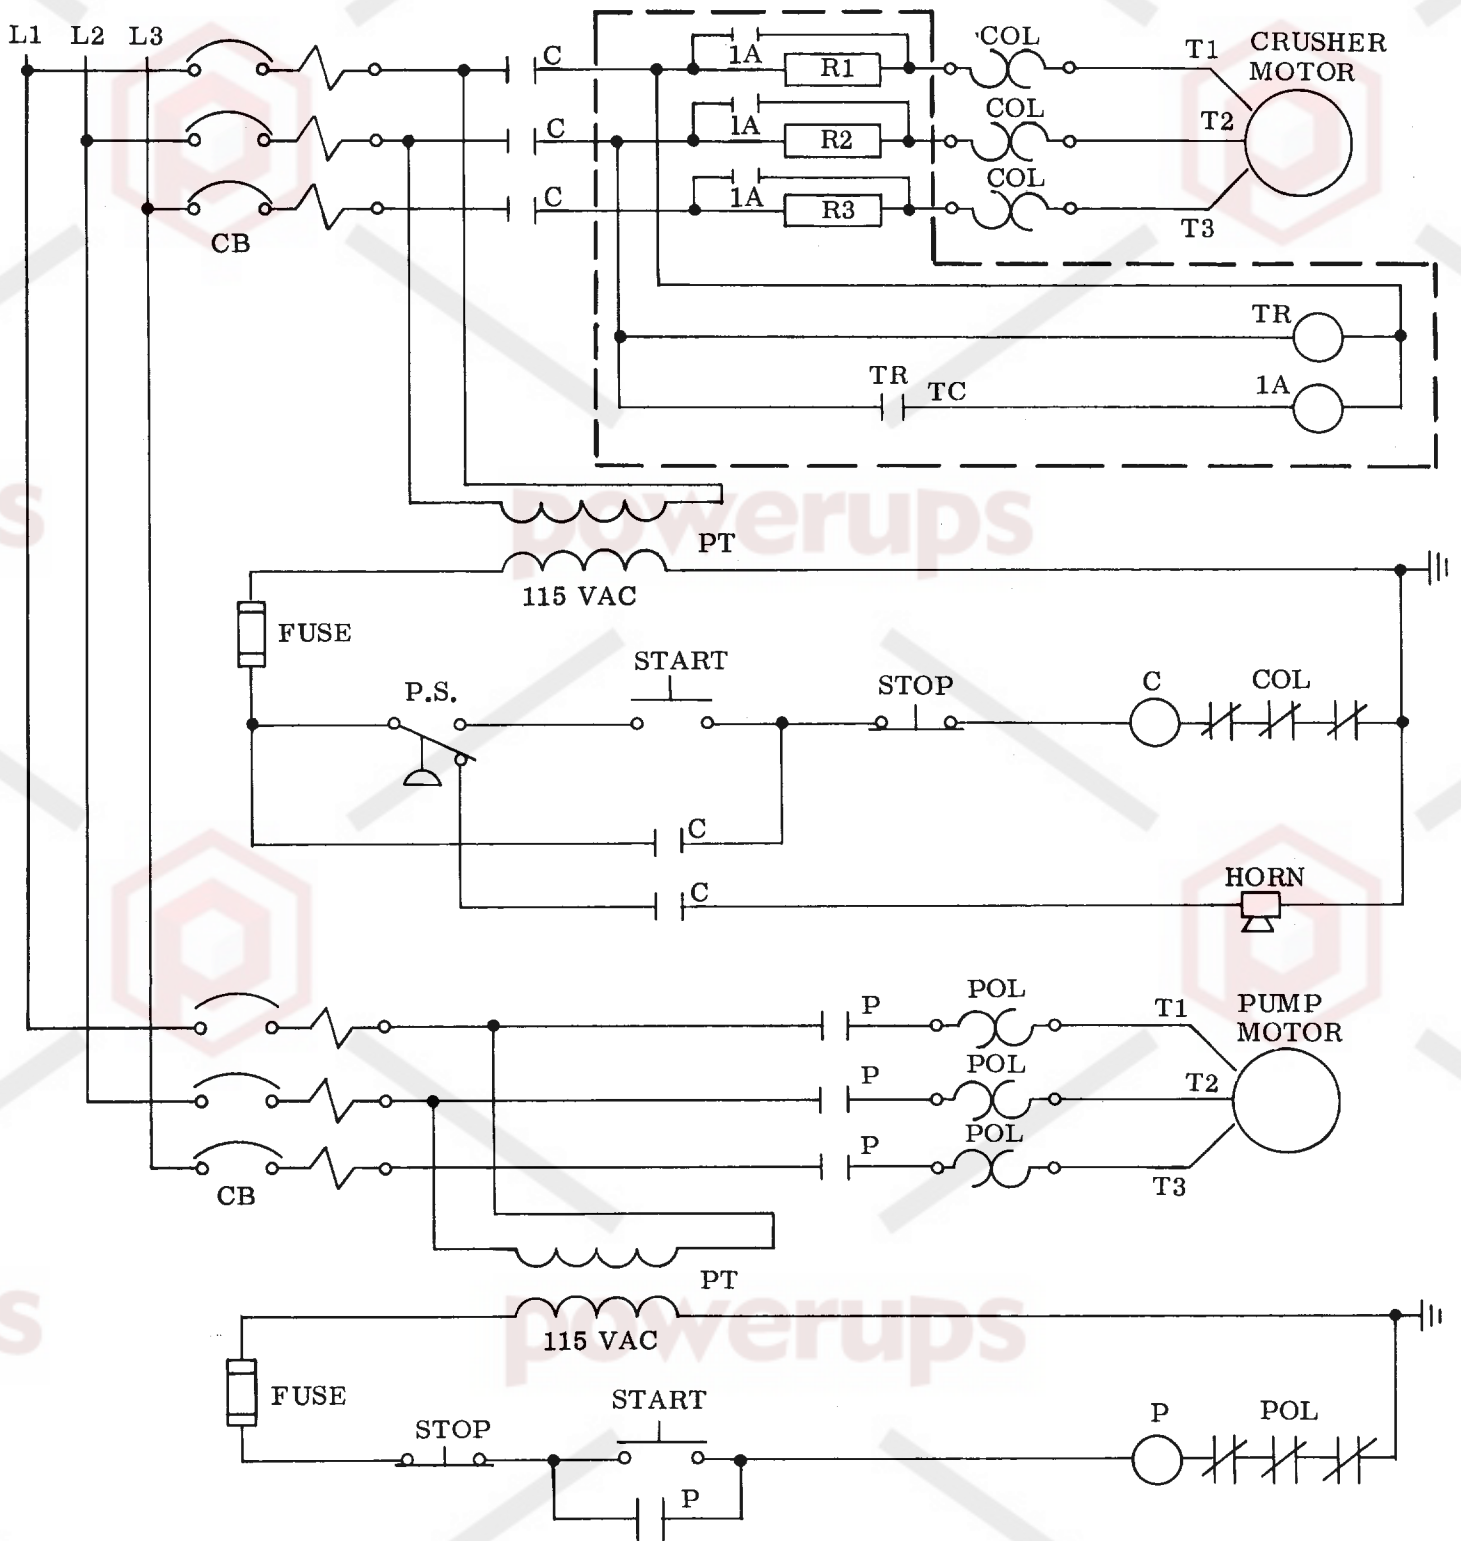 L1 L2 L3
C
1A
R1
COL
T1
CRUSHER
MOTOR
C
1A
R2
COL
T2
C
1A
R3
COL
T3
CB
TR
TR
TC
1A
powerups
PT
115 VAC
FUSE
START
P.S.
STOP
C
COL
C
C
HORN
P
POL
T1
PUMP
MOTOR
P
POL
T2
P
POL
T3
CB
PT
powerups
115 VAC
FUSE
START
STOP
P
POL
P